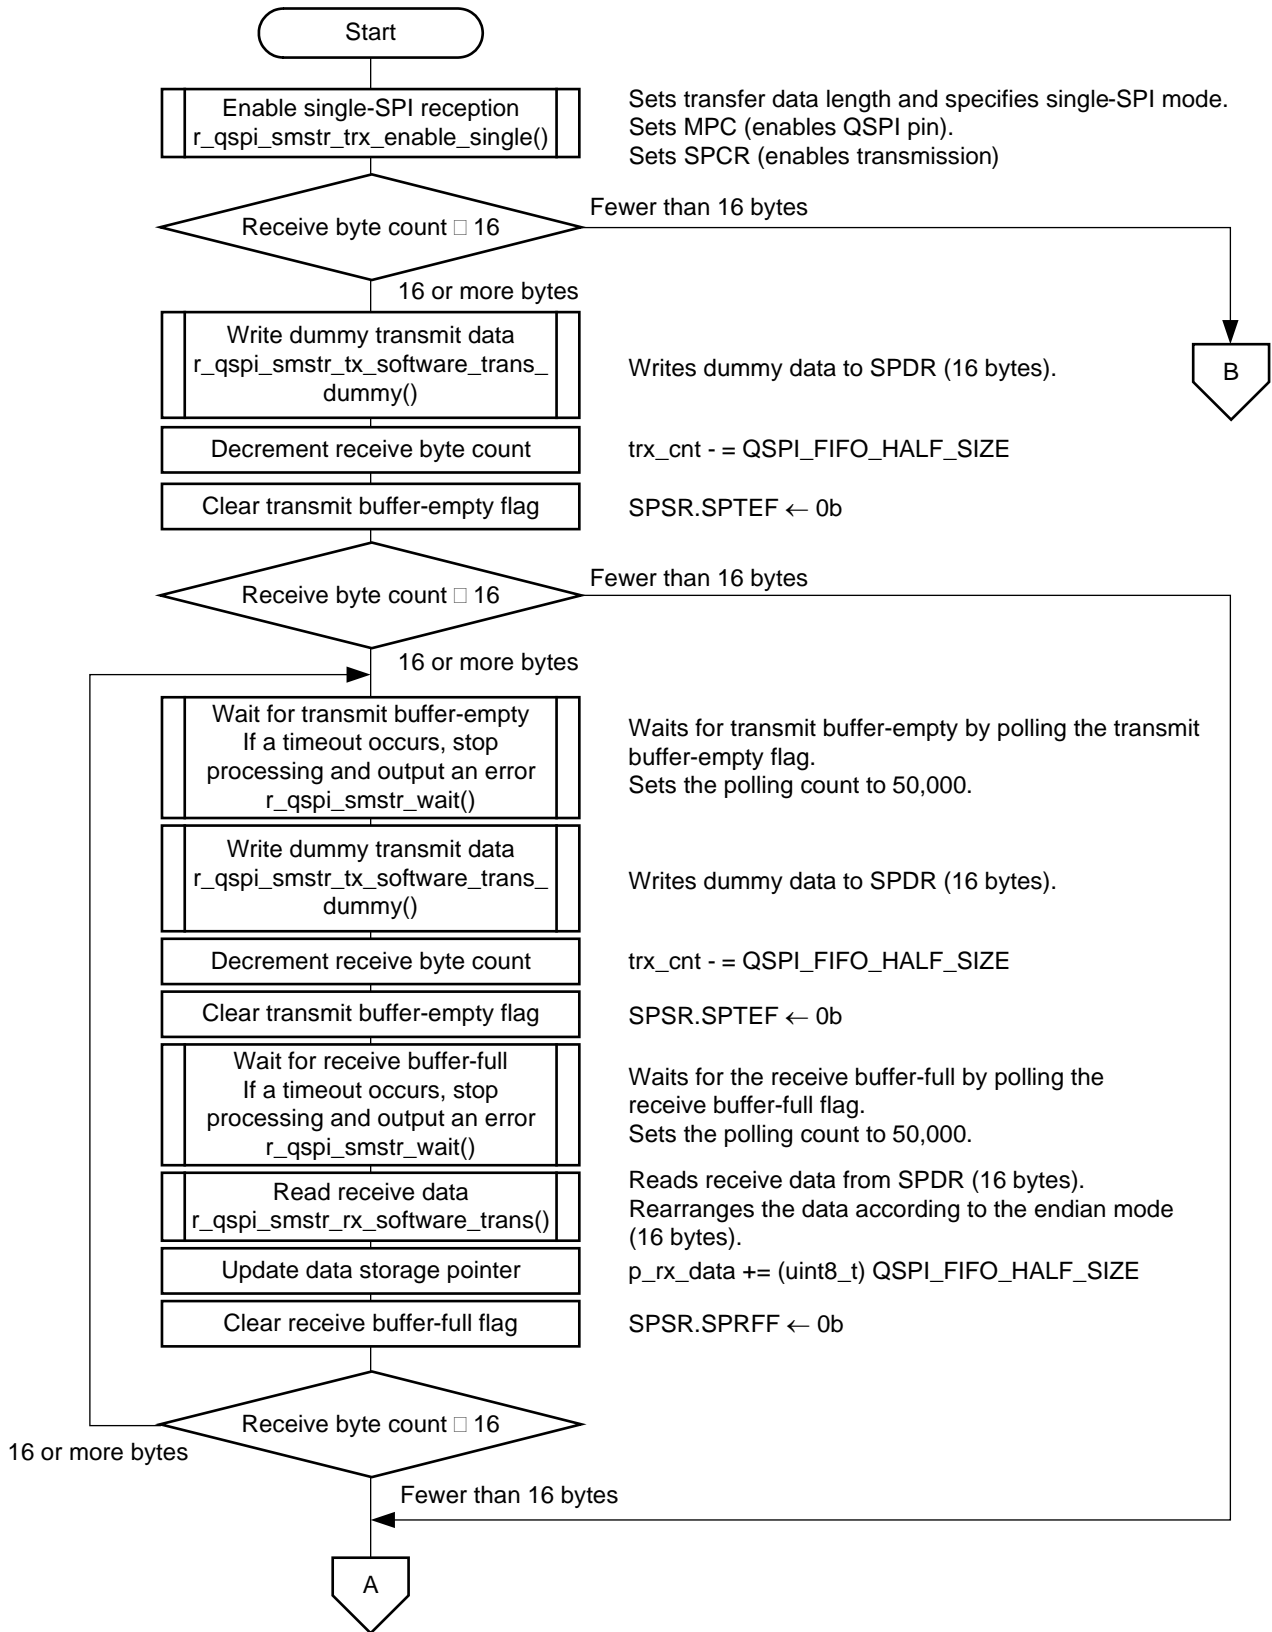 Start
Enable single-SPI reception
r_qspi_smstr_trx_enable_single()
Sets transfer data length and specifies single-SPI mode.
Sets MPC (enables QSPI pin).
Sets SPCR (enables transmission)
Receive byte count □ 16
Fewer than 16 bytes
16 or more bytes
Write dummy transmit data
r_qspi_smstr_tx_software_trans_
dummy()
Writes dummy data to SPDR (16 bytes).
B
Decrement receive byte count
trx_cnt - = QSPI_FIFO_HALF_SIZE
Clear transmit buffer-empty flag
SPSR.SPTEF ← 0b
Receive byte count □ 16
Fewer than 16 bytes
16 or more bytes
Wait for transmit buffer-empty
If a timeout occurs, stop
processing and output an error
r_qspi_smstr_wait()
Waits for transmit buffer-empty by polling the transmit
buffer-empty flag.
Sets the polling count to 50,000.
Write dummy transmit data
r_qspi_smstr_tx_software_trans_
dummy()
Writes dummy data to SPDR (16 bytes).
Decrement receive byte count
trx_cnt - = QSPI_FIFO_HALF_SIZE
Clear transmit buffer-empty flag
SPSR.SPTEF ← 0b
Wait for receive buffer-full
If a timeout occurs, stop
processing and output an error
r_qspi_smstr_wait()
Waits for the receive buffer-full by polling the
receive buffer-full flag.
Sets the polling count to 50,000.
Read receive data
r_qspi_smstr_rx_software_trans()
Reads receive data from SPDR (16 bytes).
Rearranges the data according to the endian mode
(16 bytes).
Update data storage pointer
p_rx_data += (uint8_t) QSPI_FIFO_HALF_SIZE
Clear receive buffer-full flag
SPSR.SPRFF ← 0b
Receive byte count □ 16
16 or more bytes
Fewer than 16 bytes
A